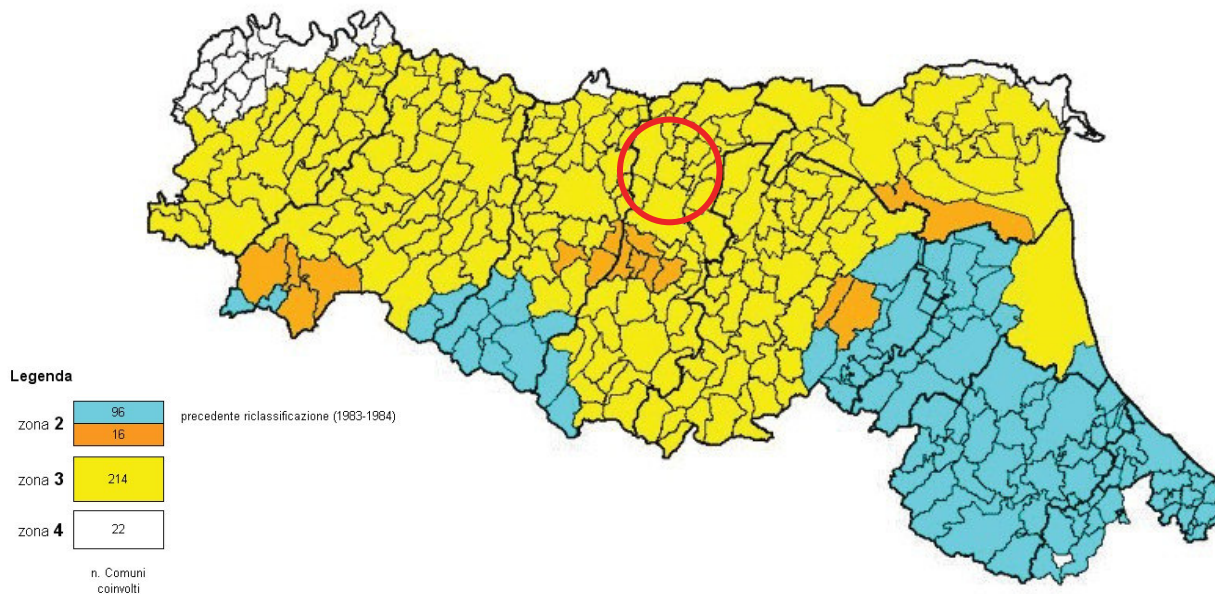 Legenda
zona 2
96
16
precedente riclassificazione (1983-1984)
zona 3
214
zona 4
22
n. Comuni
coinvolti